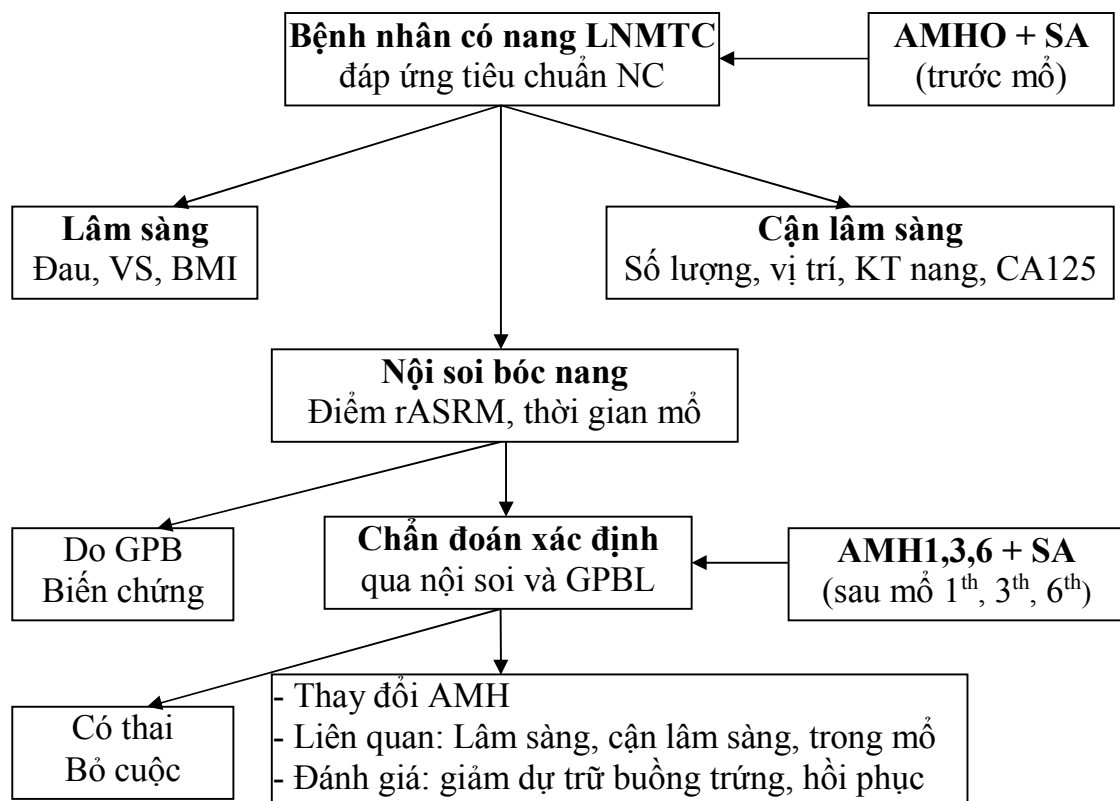 Bệnh nhân có nang LNMTC
đáp ứng tiêu chuẩn NC
AMHO + SA
(trước mổ)
Lâm sàng
Đau, VS, BMI
Cận lâm sàng
Số lượng, vị trí, KT nang, CA125
Nội soi bóc nang
Điểm rASRM, thời gian mổ
Do GPB
Biến chứng
Chẩn đoán xác định
qua nội soi và GPBL
AMH1,3,6 + SA
(sau mổ 1th, 3th, 6th)
Có thai
Bỏ cuộc
- Thay đổi AMH
- Liên quan: Lâm sàng, cận lâm sàng, trong mổ
- Đánh giá: giảm dự trữ buồng trứng, hồi phục